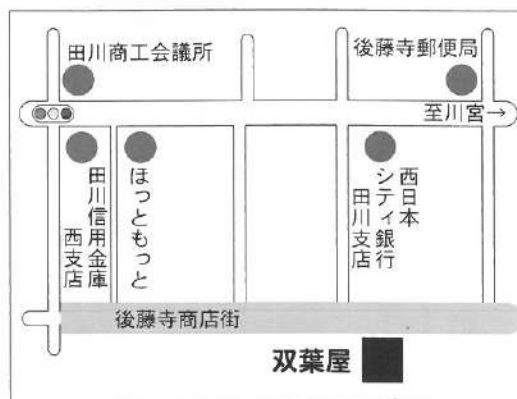 田川商工会議所
後藤寺郵便局
至川宮→
田川信用金庫
西支店
ほっともっと
西日本
シティ銀行
田川支店
後藤寺商店街
双葉屋